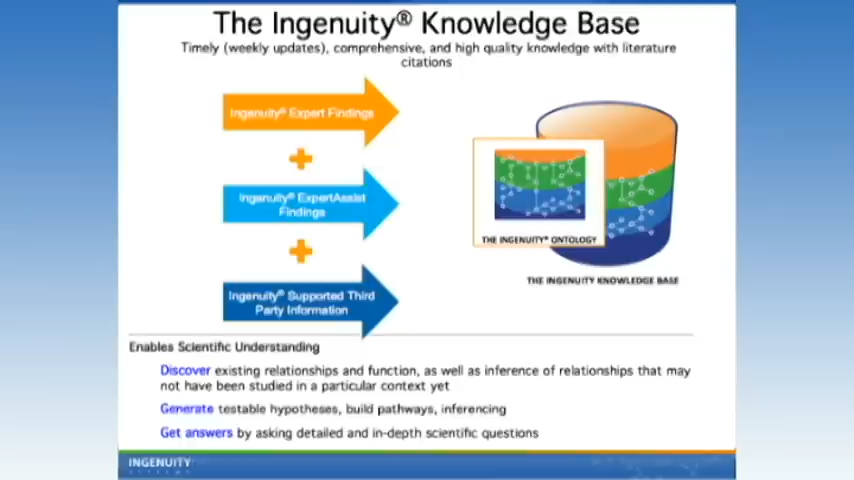 The Ingenuity® Knowledge Base
Timely (weekly updates), comprehensive, and high quality knowledge with literature
citations
Ingenuity® Expert Findings
Ingenuity® ExpertAssist
Findings
Ingenuity® Supported Third
Party Information
THE INGENUITY® ONTOLOGY
THE INGENUITY KNOWLEDGE BASE
Enables Scientific Understanding
Discover existing relationships and function, as well as inference of relationships that may
not have been studied in a particular context yet
Generate testable hypotheses, build pathways, inferencing
Get answers by asking detailed and in-depth scientific questions
INGENUITY